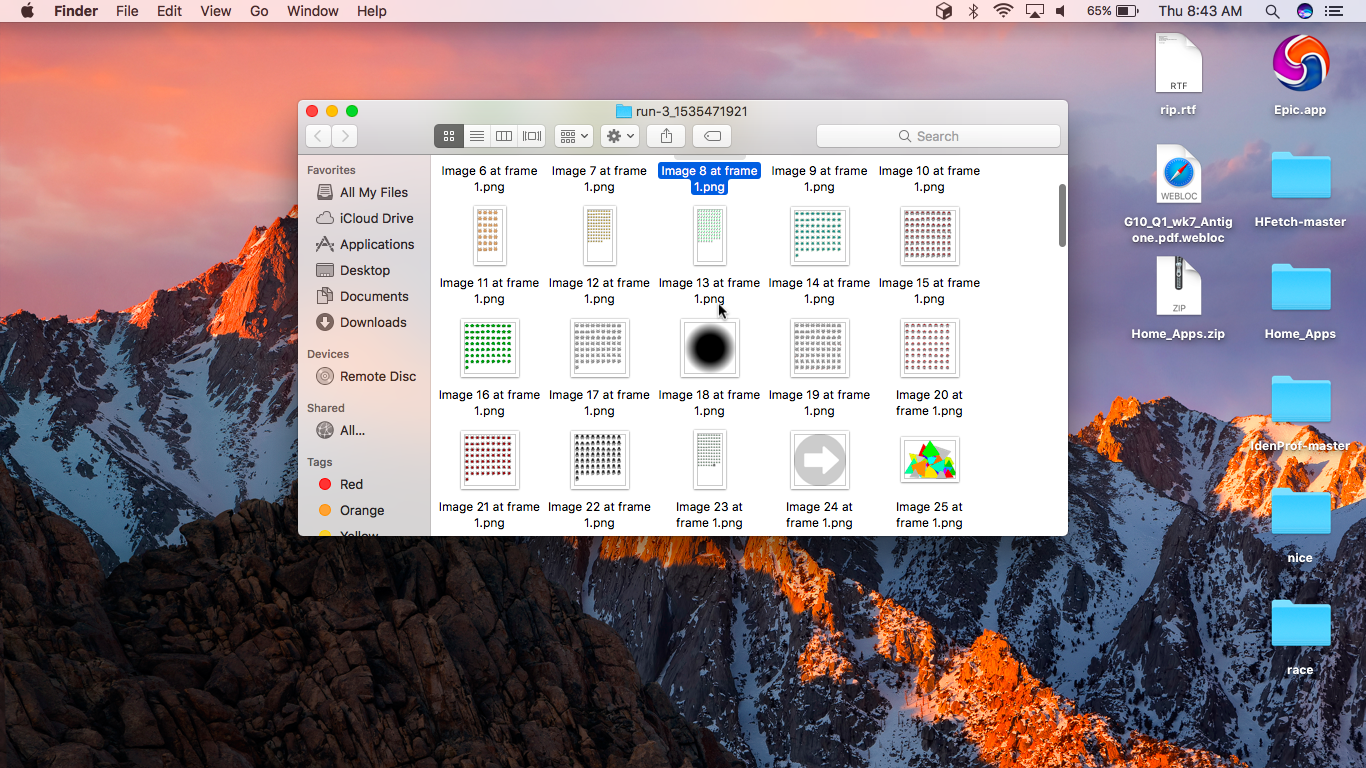 Finder File Edit View Go Window Help 65% Thu 8:43 AM
run-3_1535471921
Search
Favorites
All My Files
iCloud Drive
Applications
Desktop
Documents
Downloads
Devices
Remote Disc
Shared
All...
Tags
Red
Orange
Yellow
Image 6 at frame
1.png
Image 7 at frame
1.png
Image 8 at frame
1.png
Image 9 at frame
1.png
Image 10 at frame
1.png
Image 11 at frame
1.png
Image 12 at frame
1.png
Image 13 at frame
1.png
Image 14 at frame
1.png
Image 15 at frame
1.png
Image 16 at frame
1.png
Image 17 at frame
1.png
Image 18 at frame
1.png
Image 19 at frame
1.png
Image 20 at
frame 1.png
Image 21 at frame
1.png
Image 22 at frame
1.png
Image 23 at
frame 1.png
Image 24 at
frame 1.png
Image 25 at
frame 1.png
RTF
rip.rtf
Epic.app
WEBLOC
G10_Q1_wk7_Antig
one.pdf.webloc
HFetch-master
ZIP
Home_Apps.zip
Home_Apps
IdenProf-master
nice
race